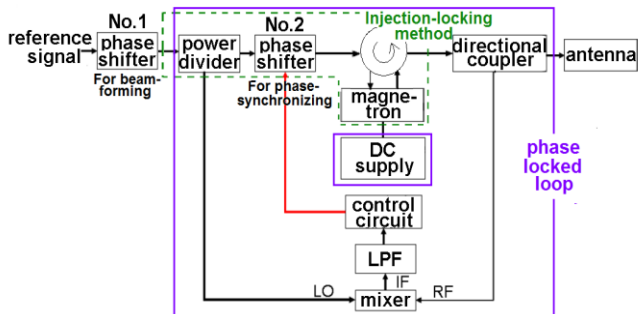 No.1
No.2
Injection-locking
method
reference
signal
phase
shifter
power
divider
phase
shifter
directional
coupler
antenna
For beam-
forming
For phase-
synchronizing
magne-
tron
DC
supply
phase
locked
loop
control
circuit
LPF
IF
LO
mixer
RF